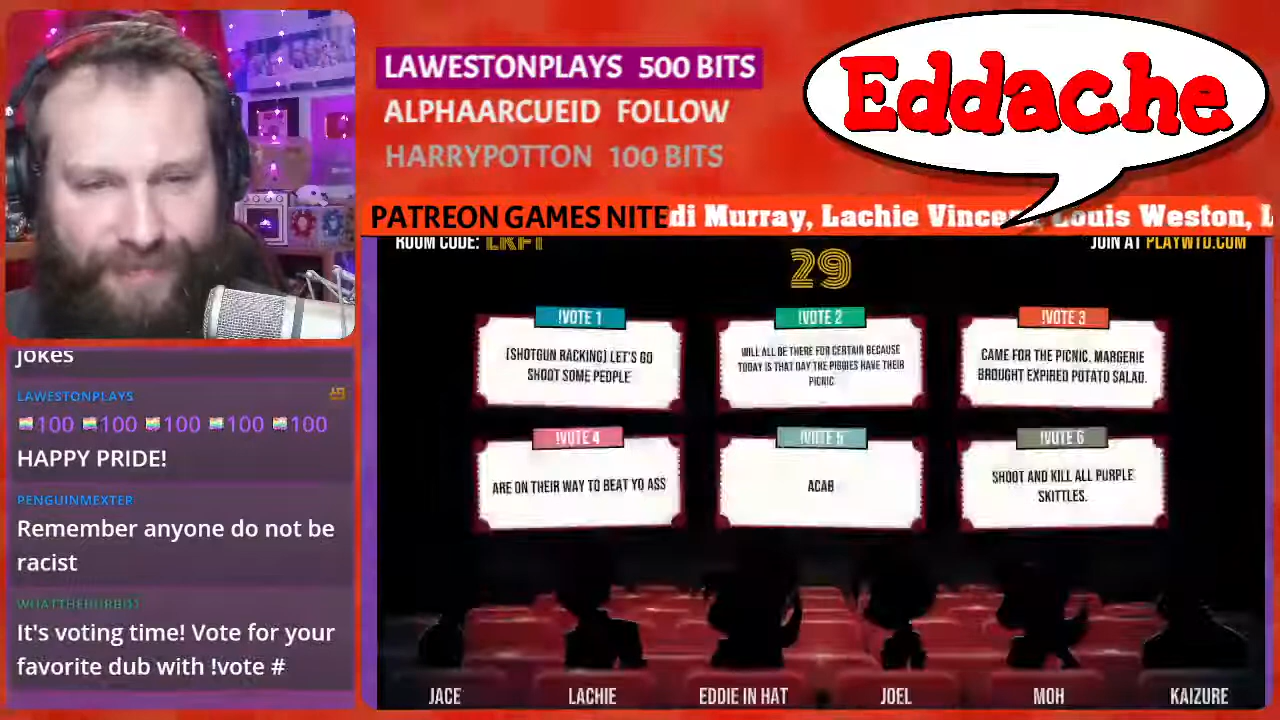 LAWESTONPLAYS 500 BITS
ALPHAARCUEID FOLLOW
HARRYPOTTON 100 BITS
Eddache
PATREON GAMES NITE
di Murray, Lachie Louis Weston,
ROOM CODE: LKFT
JOIN AT PLAYWTD.COM
29
!VOTE 1
[SHOTGUN RACKING] LET'S GO
SHOOT SOME PEOPLE
!VOTE 2
WILL ALL BE THERE FOR CERTAIN BECAUSE
TODAY IS THAT DAY THE PIGGIES HAVE THEIR
PICNIC
!VOTE 3
CAME FOR THE PICNIC. MARGERIE
BROUGHT EXPIRED POTATO SALAD.
!VOTE 4
ARE ON THEIR WAY TO BEAT YO ASS
!VOTE 5
ACAB
!VOTE 6
SHOOT AND KILL ALL PURPLE
SKITTLES.
JACE
LACHIE
EDDIE IN HAT
JOEL
MOH
KAIZURE
jokes
LAWESTONPLAYS
100 100 100 100 100
HAPPY PRIDE!
PENGUINMEXTER
Remember anyone do not be
racist
WHATTHEDUBBOT
It's voting time! Vote for your
favorite dub with !vote #